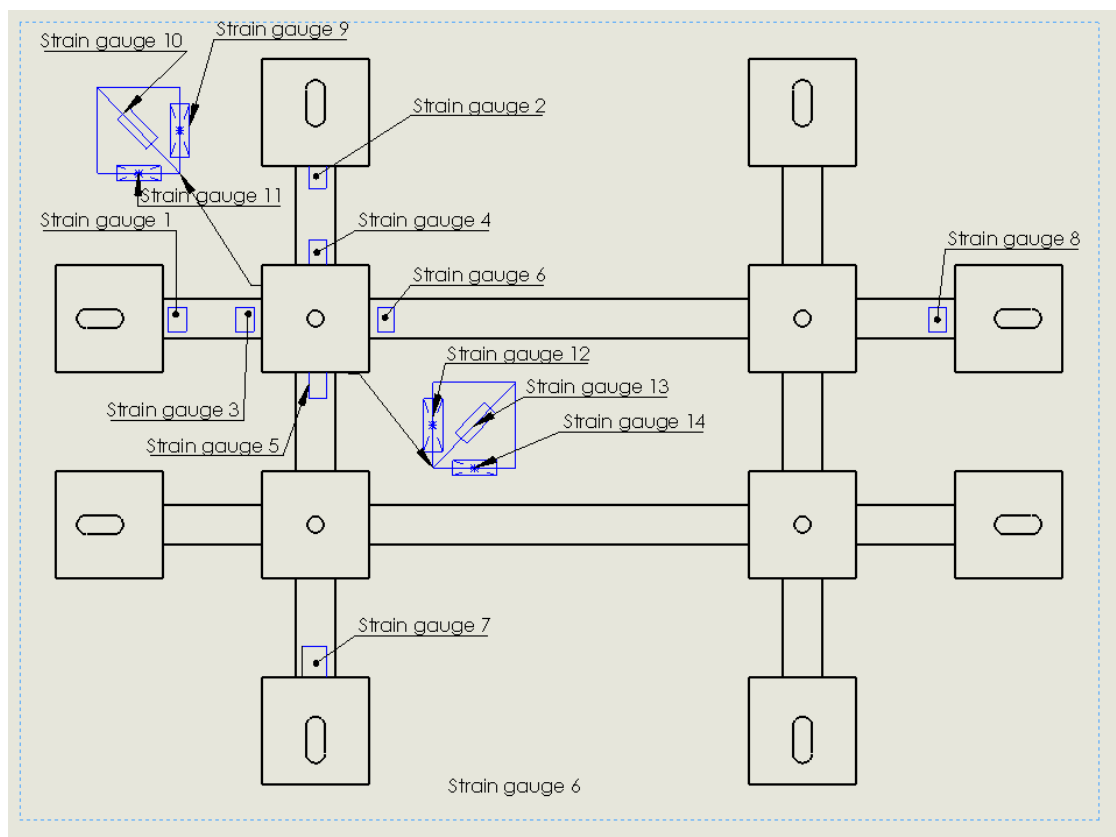 Strain gauge 9
Strain gauge 10
Strain gauge 2
Strain gauge 11
Strain gauge 1
Strain gauge 4
Strain gauge 8
Strain gauge 6
Strain gauge 12
Strain gauge 13
Strain gauge 3
Strain gauge 14
Strain gauge 5
Strain gauge 7
Strain gauge 6